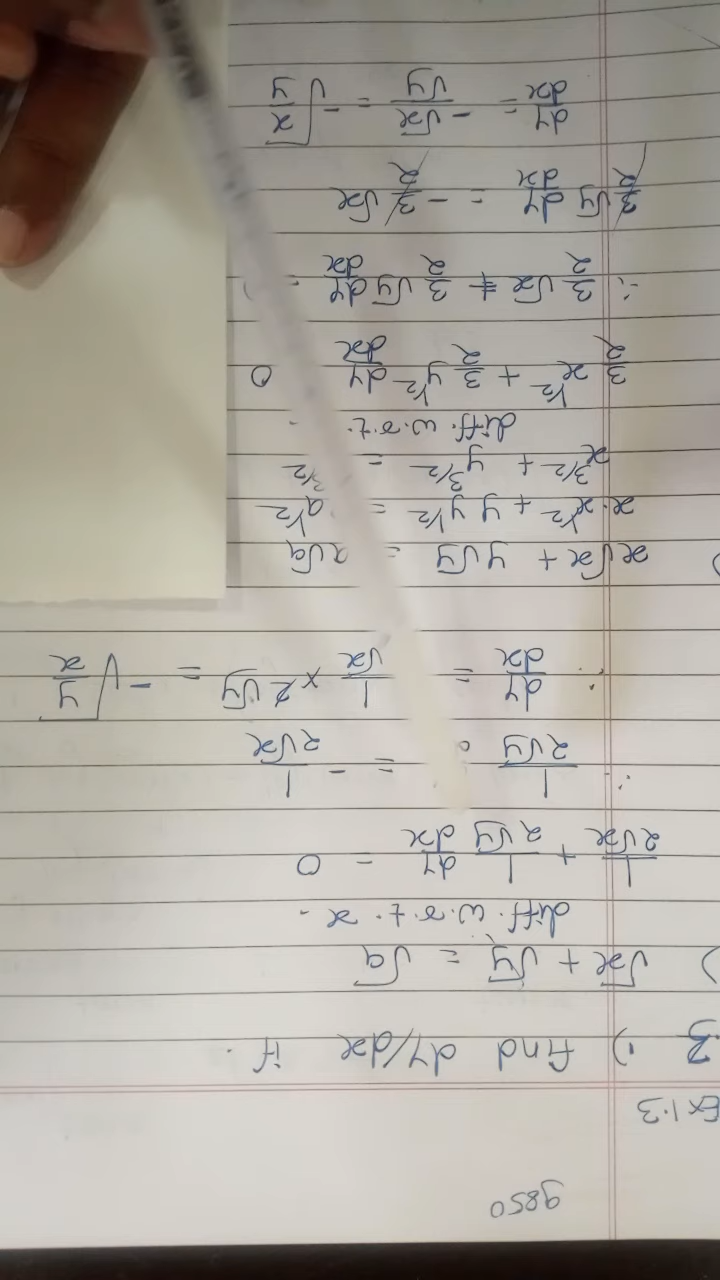 9850
Ex 1.3
3 1) find dy/dx if.
) √x + √y = √a
diff. w.r.t. x -
1/2√x + 1/2√y dy/dx = 0
∴ 1/2√y = - 1/2√x
∴ dy/dx = 1/√x × 2√y = - √y/x
) x√x + y√y = a√a
x·x^1/2 + y y^1/2 = a^1/2
x^3/2 + y^3/2 = 3/2
diff. w.r.t.
3/2 x^1/2 + 3/2 y^1/2 dy/dx 0
∴ 3/2 √x + 3/2 √y dy/dx =
3/2 √y dy/dx = - 3/2 √x
dy/dx = -√x/√y = - √x/y